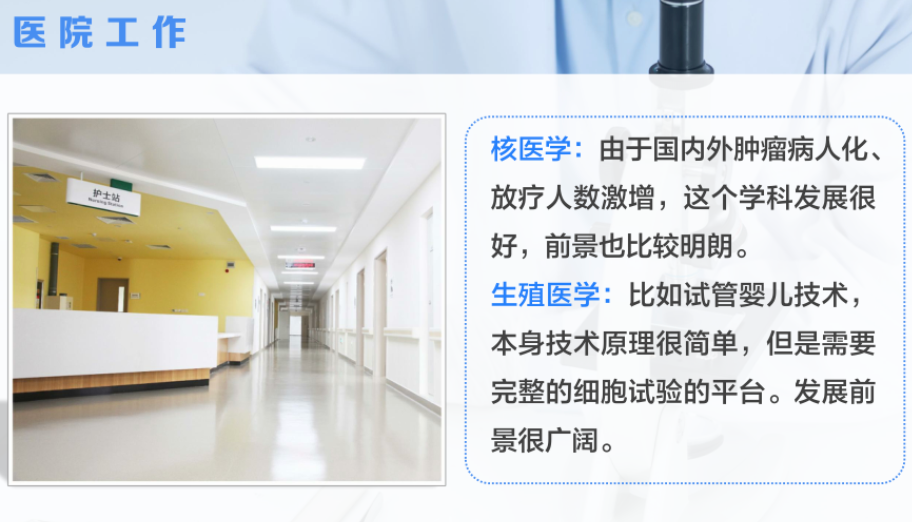 医院工作
护士站
Nursing Station
核医学：由于国内外肿瘤病人化、
放疗人数激增，这个学科发展很
好，前景也比较明朗。
生殖医学：比如试管婴儿技术，
本身技术原理很简单，但是需要
完整的细胞试验的平台。发展前
景很广阔。